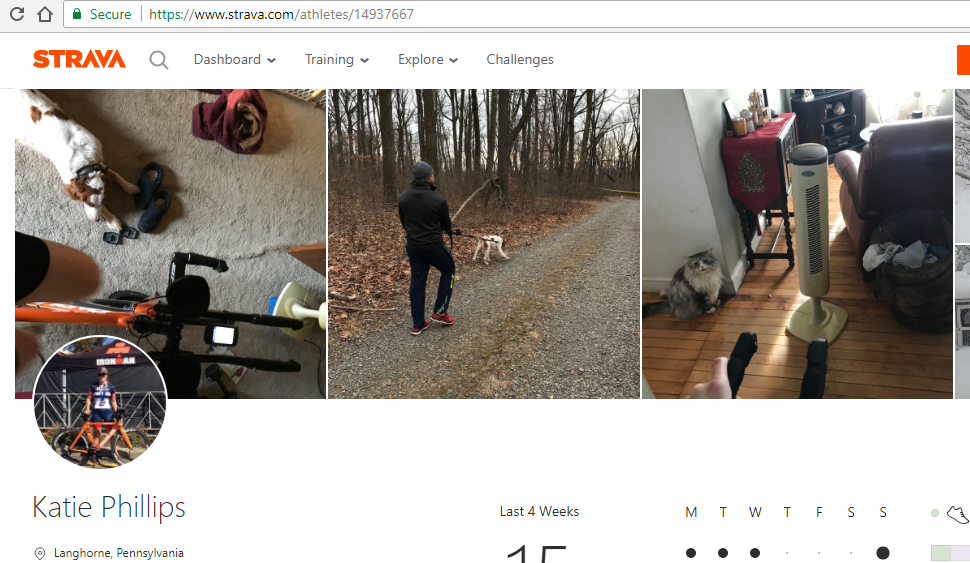 Secure https://www.strava.com/athletes/14937667
STRAVA Dashboard Training Explore Challenges
IRONMAN
Katie Phillips
Langhorne, Pennsylvania
Last 4 Weeks
15
M T W T F S S